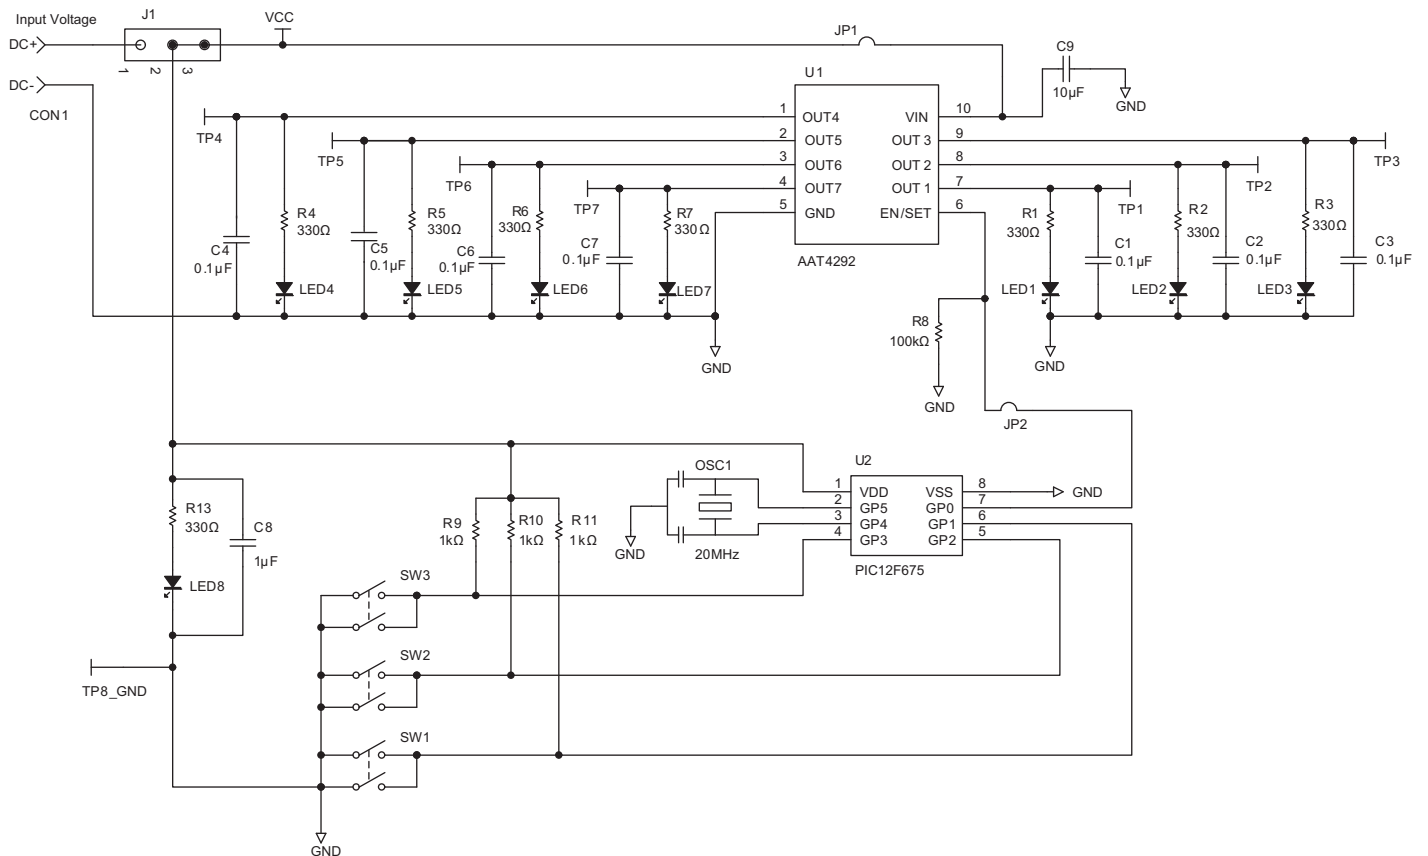 Input Voltage
J1
VCC
DC+
1
2
3
DC-
CON1
JP1
C9
10µF
GND
U1
TP4
1
OUT4
VIN
10
TP5
2
OUT5
OUT 3
9
TP3
TP6
3
OUT6
OUT 2
8
TP2
TP7
4
OUT7
OUT 1
7
TP1
5
GND
EN/SET
6
AAT4292
R4
330Ω
C4
0.1µF
LED4
R5
330Ω
C5
0.1µF
LED5
R6
330Ω
C6
0.1µF
LED6
R7
330Ω
C7
0.1µF
LED7
GND
R1
330Ω
C1
0.1µF
LED1
R2
330Ω
C2
0.1µF
LED2
R3
330Ω
C3
0.1µF
LED3
GND
R8
100kΩ
GND
JP2
R13
330Ω
C8
1µF
LED8
TP8_GND
R9
1kΩ
R10
1kΩ
R11
1kΩ
OSC1
20MHz
GND
U2
1
VDD
VSS
8
GND
2
GP5
GP0
7
3
GP4
GP1
6
4
GP3
GP2
5
PIC12F675
SW3
SW2
SW1
GND